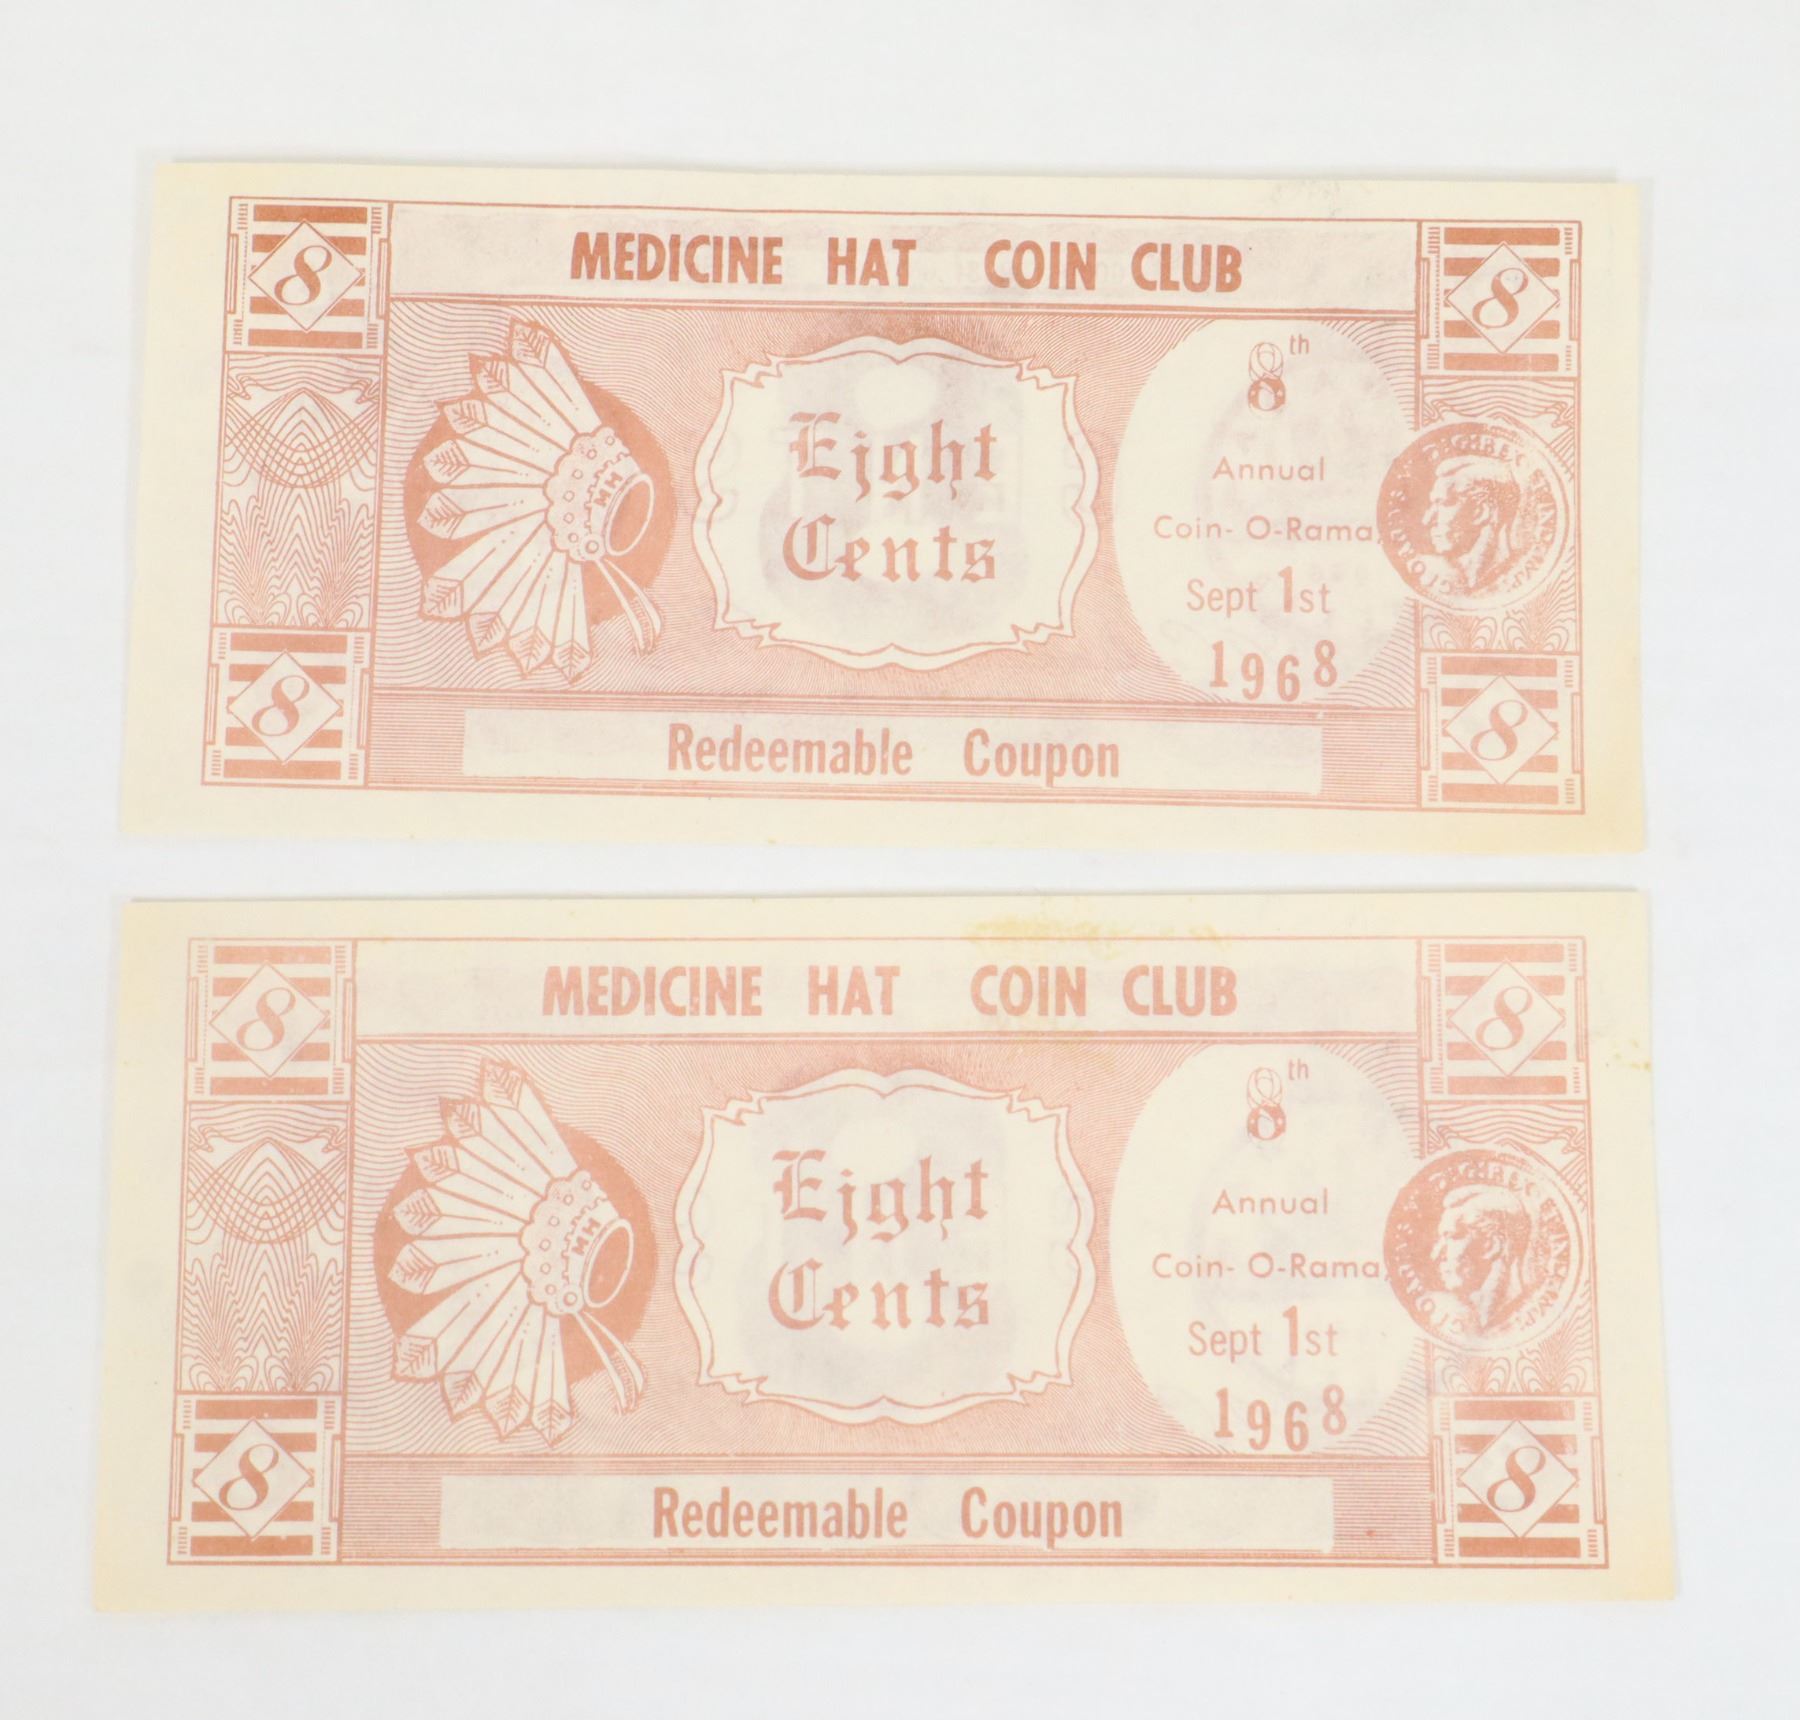 8
MEDICINE HAT COIN CLUB
8
8th
Annual
Coin-O-Rama,
Sept 1st
1968
MH
Eight
Cents
8
Redeemable Coupon
8
8
MEDICINE HAT COIN CLUB
8
8th
Annual
Coin-O-Rama,
Sept 1st
1968
MH
Eight
Cents
8
Redeemable Coupon
8